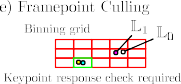 e) Framepoint Culling
Binning grid
𝕃₁
𝕃₀
Keypoint response check required